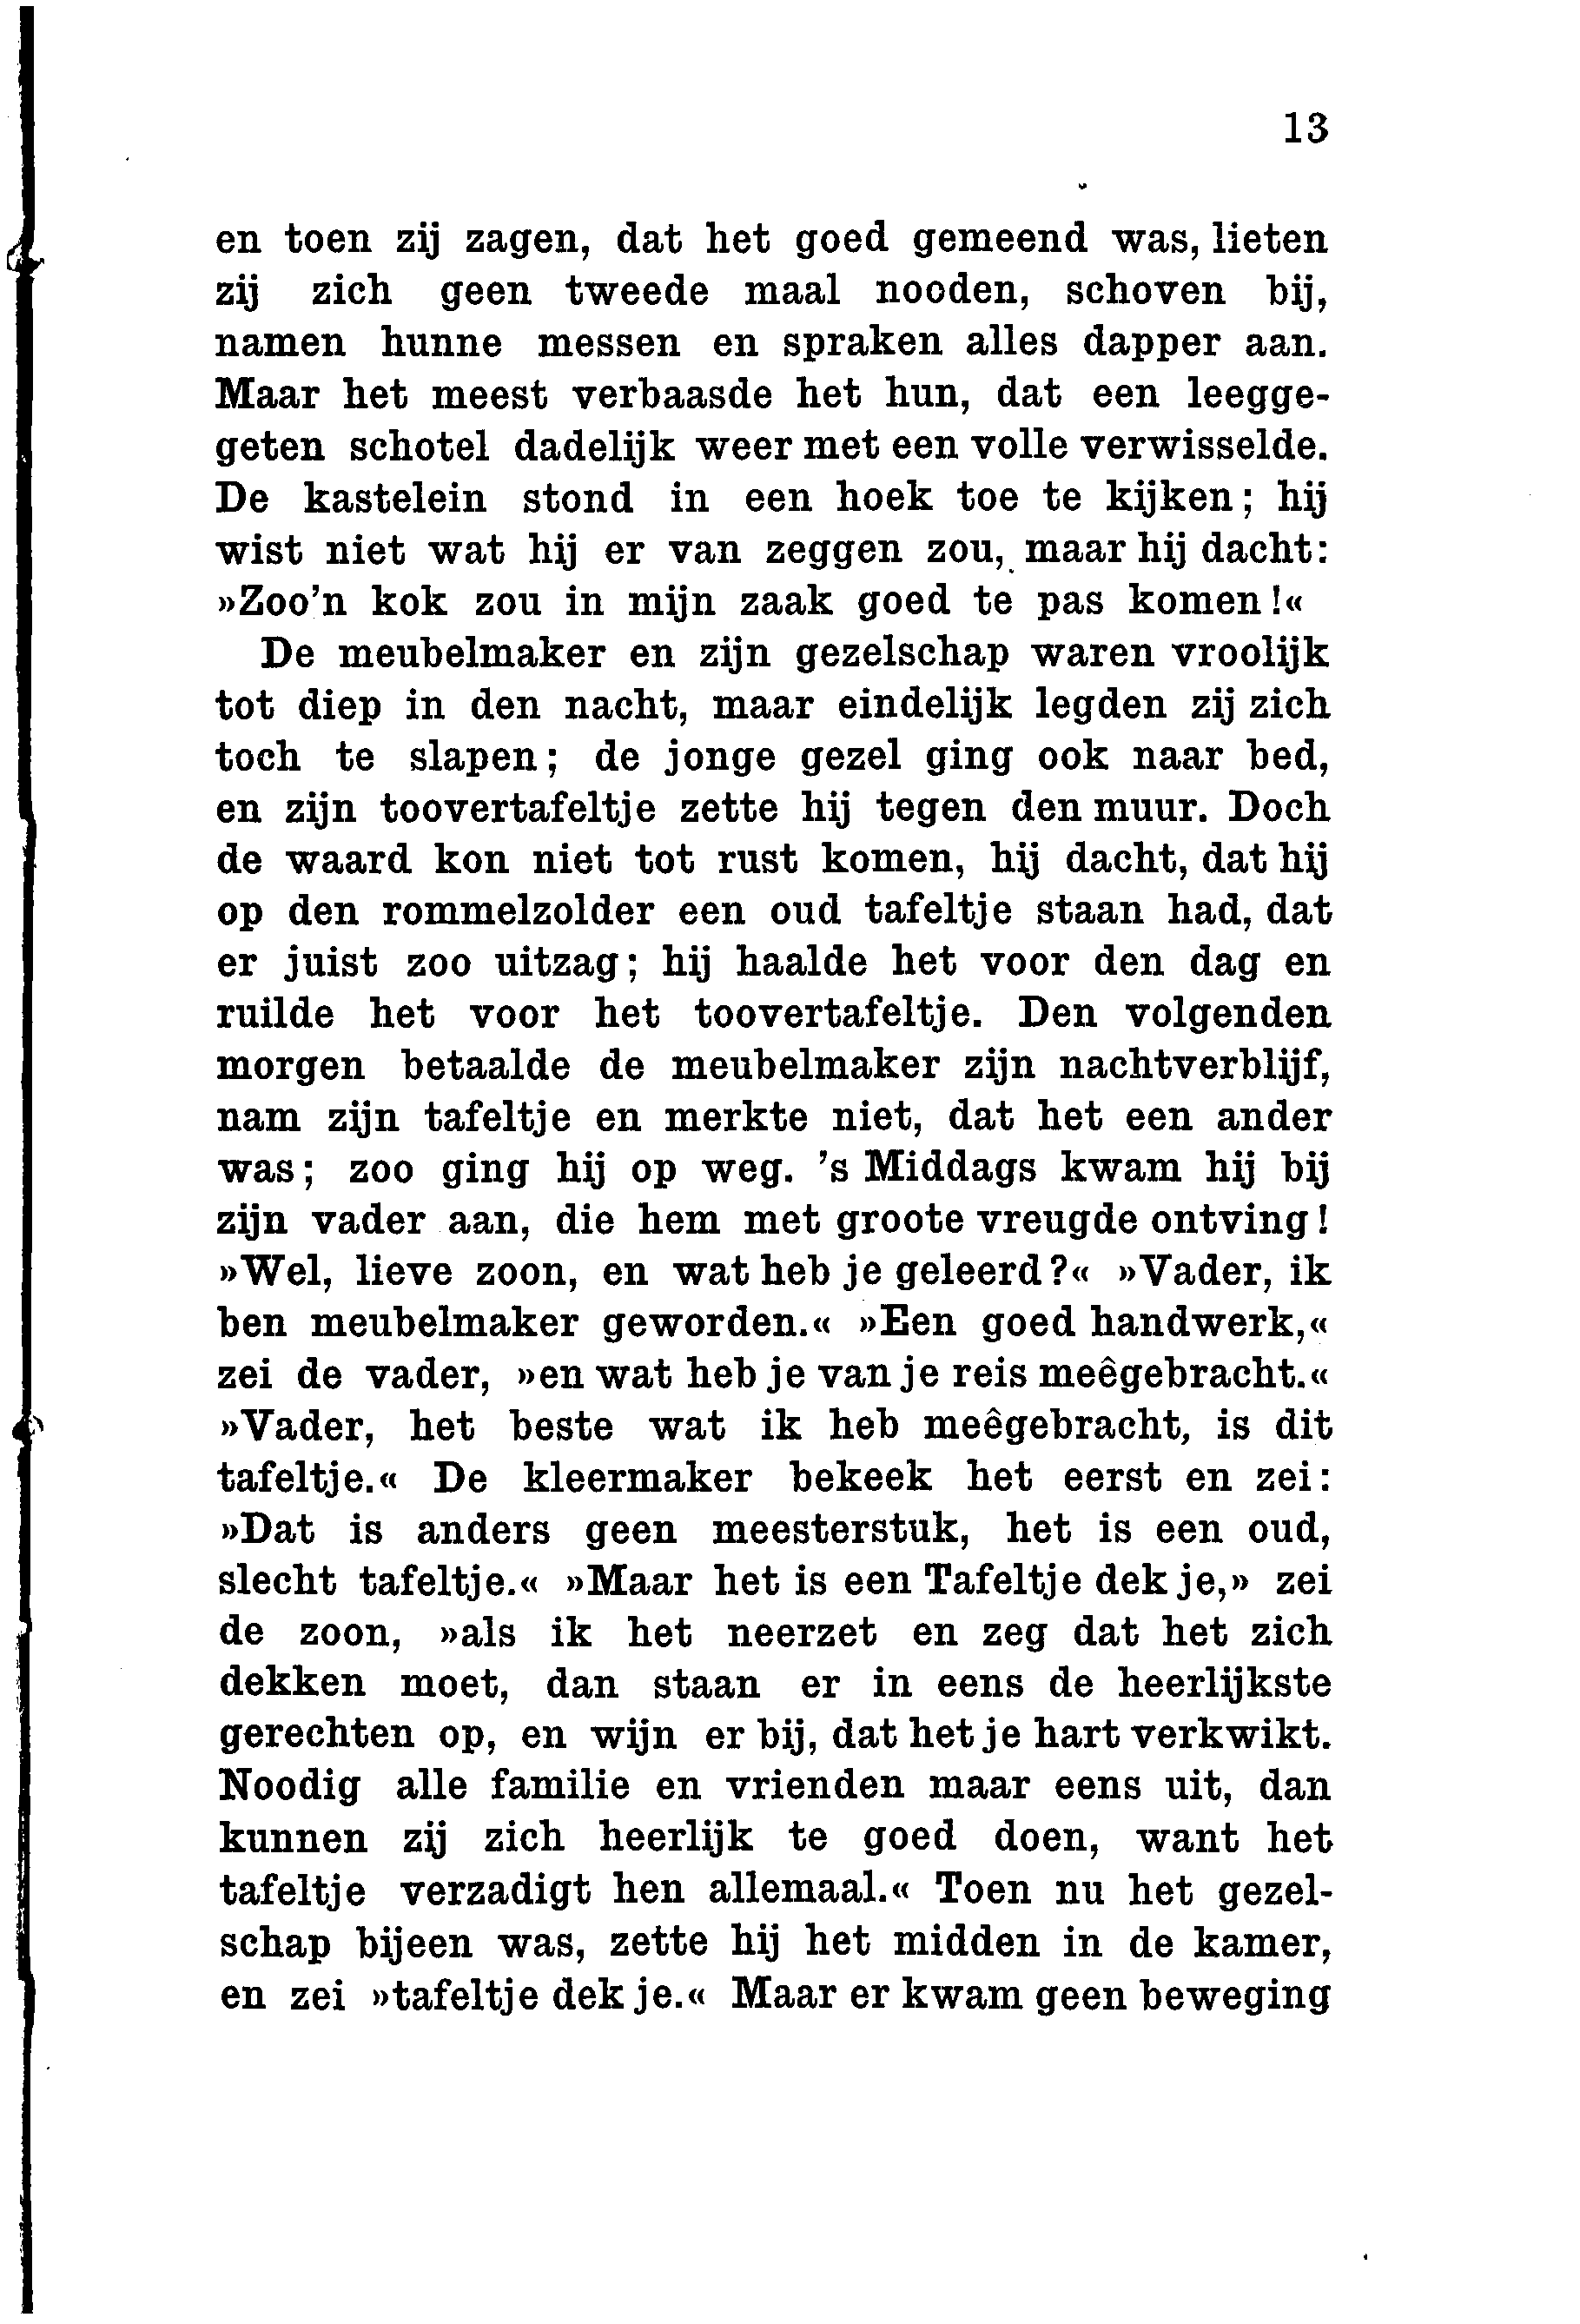 13
en toen zij zagen, dat het goed gemeend was, lieten
zij zich geen tweede maal nooden, schoven bij,
namen hunne messen en spraken alles dapper aan.
Maar het meest verbaasde het hun, dat een leegge-
geten schotel dadelijk weer met een volle verwisselde.
De kastelein stond in een hoek toe te kijken; hij
wist niet wat hij er van zeggen zou, maar hij dacht:
»Zoo'n kok zou in mijn zaak goed te pas komen!«
De meubelmaker en zijn gezelschap waren vroolijk
tot diep in den nacht, maar eindelijk legden zij zich
toch te slapen; de jonge gezel ging ook naar bed,
en zijn toovertafeltje zette hij tegen den muur. Doch
de waard kon niet tot rust komen, hij dacht, dat hij
op den rommelzolder een oud tafeltje staan had, dat
er juist zoo uitzag; hij haalde het voor den dag en
ruilde het voor het toovertafeltje. Den volgenden
morgen betaalde de meubelmaker zijn nachtverblijf,
nam zijn tafeltje en merkte niet, dat het een ander
was; zoo ging hij op weg. 's Middags kwam hij bij
zijn vader aan, die hem met groote vreugde ontving!
»Wel, lieve zoon, en wat heb je geleerd?« »Vader, ik
ben meubelmaker geworden.« »Een goed handwerk,«
zei de vader, »en wat heb je van je reis meêgebracht.«
»Vader, het beste wat ik heb meêgebracht, is dit
tafeltje.« De kleermaker bekeek het eerst en zei:
»Dat is anders geen meesterstuk, het is een oud,
slecht tafeltje.« »Maar het is een Tafeltje dek je,» zei
de zoon, »als ik het neerzet en zeg dat het zich
dekken moet, dan staan er in eens de heerlijkste
gerechten op, en wijn er bij, dat het je hart verkwikt.
Noodig alle familie en vrienden maar eens uit, dan
kunnen zij zich heerlijk te goed doen, want het
tafeltje verzadigt hen allemaal.« Toen nu het gezel-
schap bijeen was, zette hij het midden in de kamer,
en zei »tafeltje dek je.« Maar er kwam geen beweging